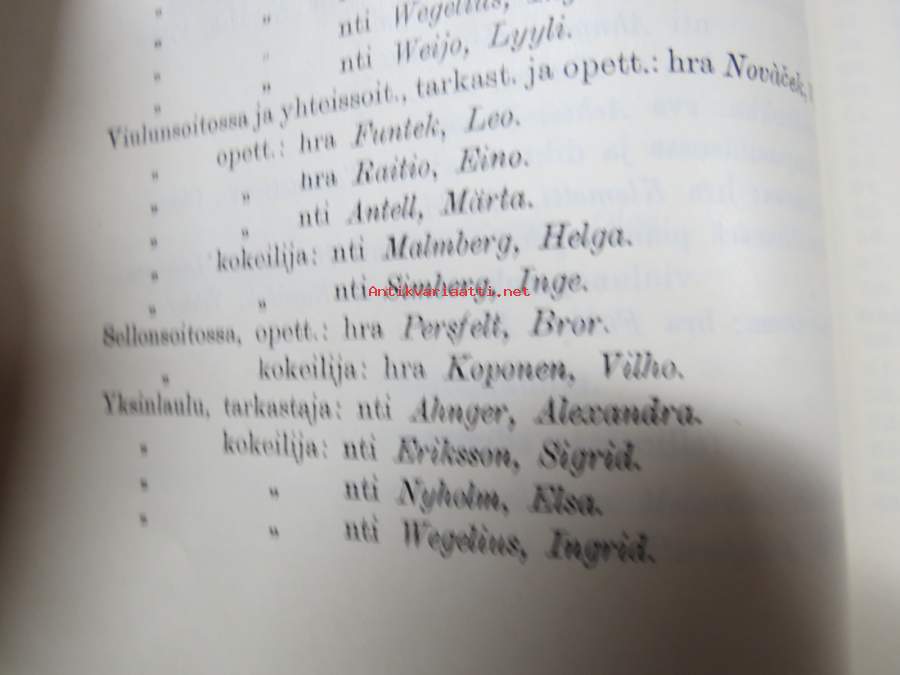 " " nti Wegelius,
" " nti Weijo, Lyyli.
Viulunsoitossa ja yhteissoit., tarkast. ja opett.: hra Nováček,
" opett.: hra Funtek, Leo.
" " hra Raitio, Eino.
" " nti Antell, Märta.
" kokeilija: nti Malmberg, Helga.
" " nti Simberg, Inge.
Antikvariaatti.net
Sellonsoitossa, opett.: hra Persfelt, Bror.
" kokeilija: hra Koponen, Vilho.
Yksinlaulu, tarkastaja: nti Ahnger, Alexandra.
" kokeilija: nti Eriksson, Sigrid.
" " nti Nyholm, Elsa.
" " nti Wegelius, Ingrid.